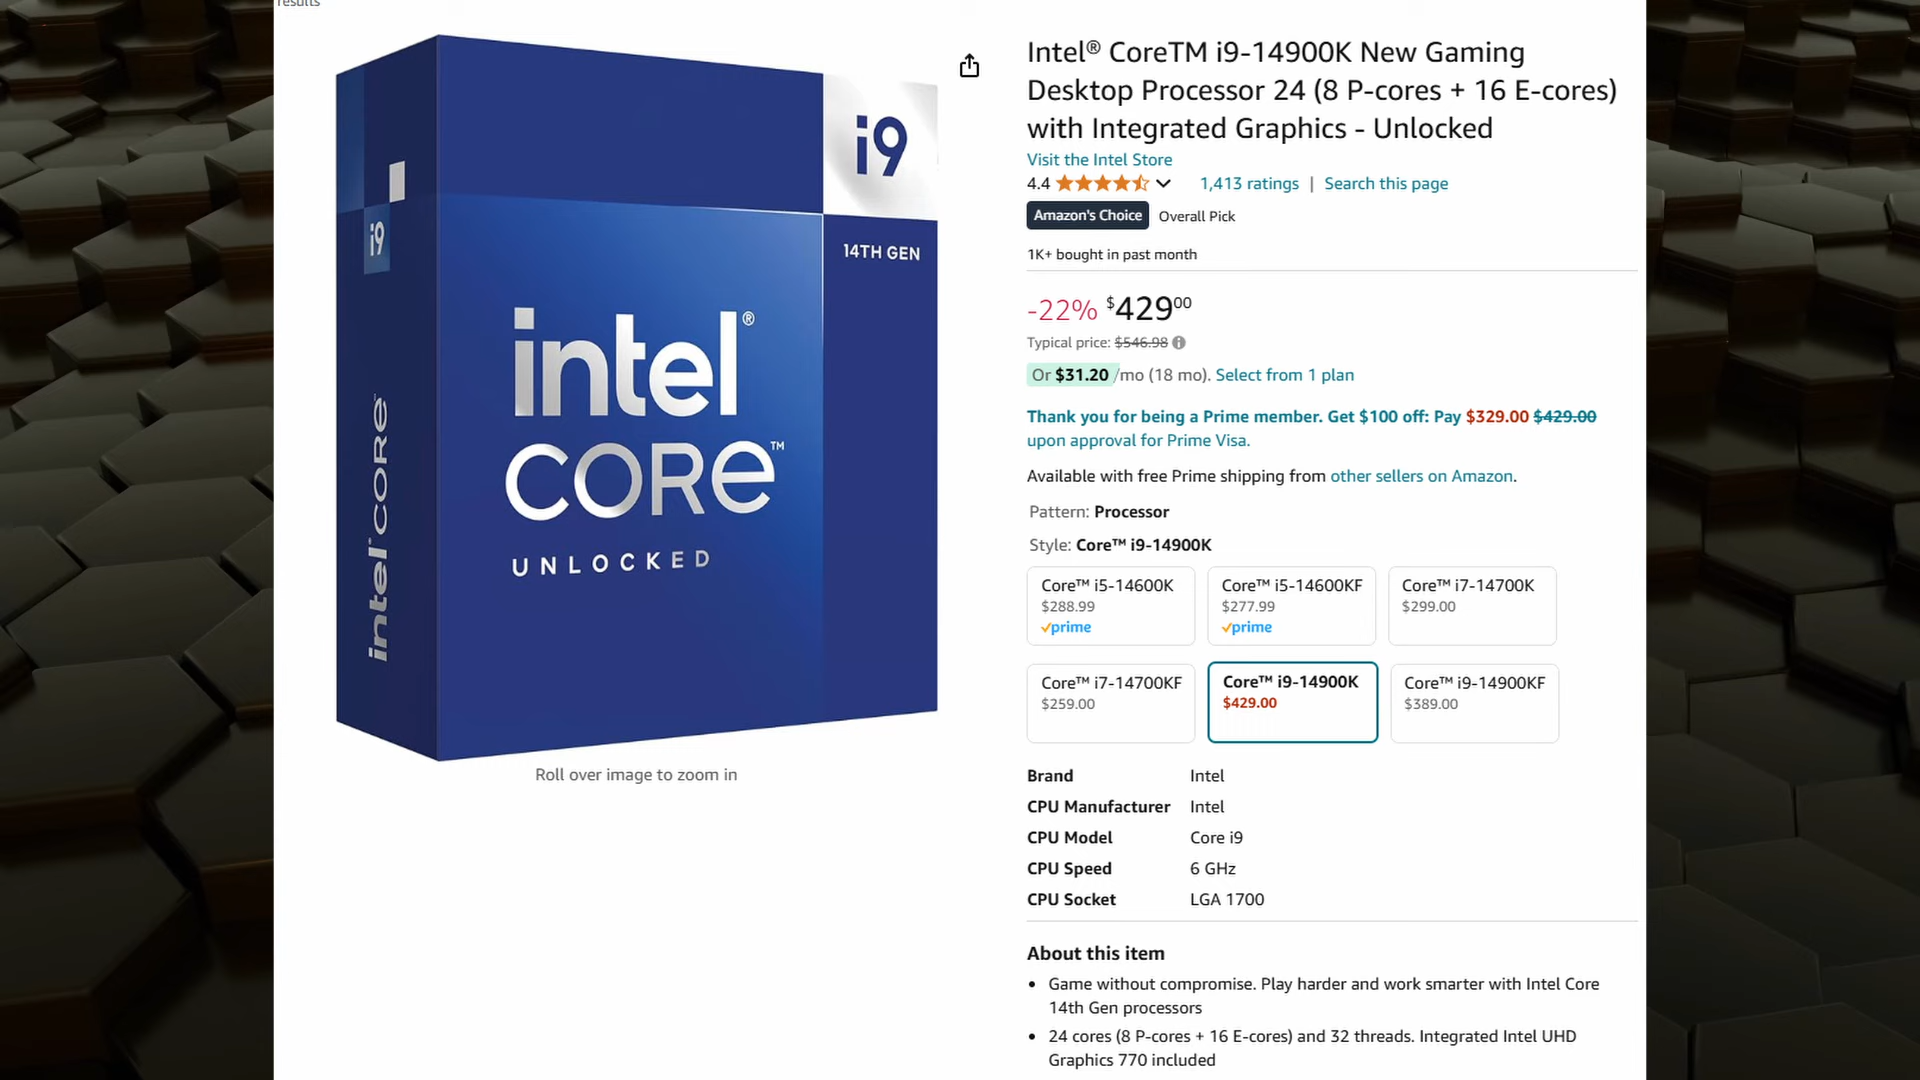 results
i9
14TH GEN
i9
intel®
CORE™
UNLOCKED
intel® CORE™
Roll over image to zoom in
Intel® CoreTM i9-14900K New Gaming
Desktop Processor 24 (8 P-cores + 16 E-cores)
with Integrated Graphics - Unlocked
Visit the Intel Store
4.4 1,413 ratings | Search this page
Amazon's Choice Overall Pick
1K+ bought in past month
-22% $429 00
Typical price: $546.98
Or $31.20 /mo (18 mo). Select from 1 plan
Thank you for being a Prime member. Get $100 off: Pay $329.00 $429.00
upon approval for Prime Visa.
Available with free Prime shipping from other sellers on Amazon.
Pattern: Processor
Style: Core™ i9-14900K
Core™ i5-14600K Core™ i5-14600KF Core™ i7-14700K
$288.99 $277.99 $299.00
prime prime
Core™ i7-14700KF Core™ i9-14900K Core™ i9-14900KF
$259.00 $429.00 $389.00
Brand Intel
CPU Manufacturer Intel
CPU Model Core i9
CPU Speed 6 GHz
CPU Socket LGA 1700
About this item
• Game without compromise. Play harder and work smarter with Intel Core
14th Gen processors
• 24 cores (8 P-cores + 16 E-cores) and 32 threads. Integrated Intel UHD
Graphics 770 included